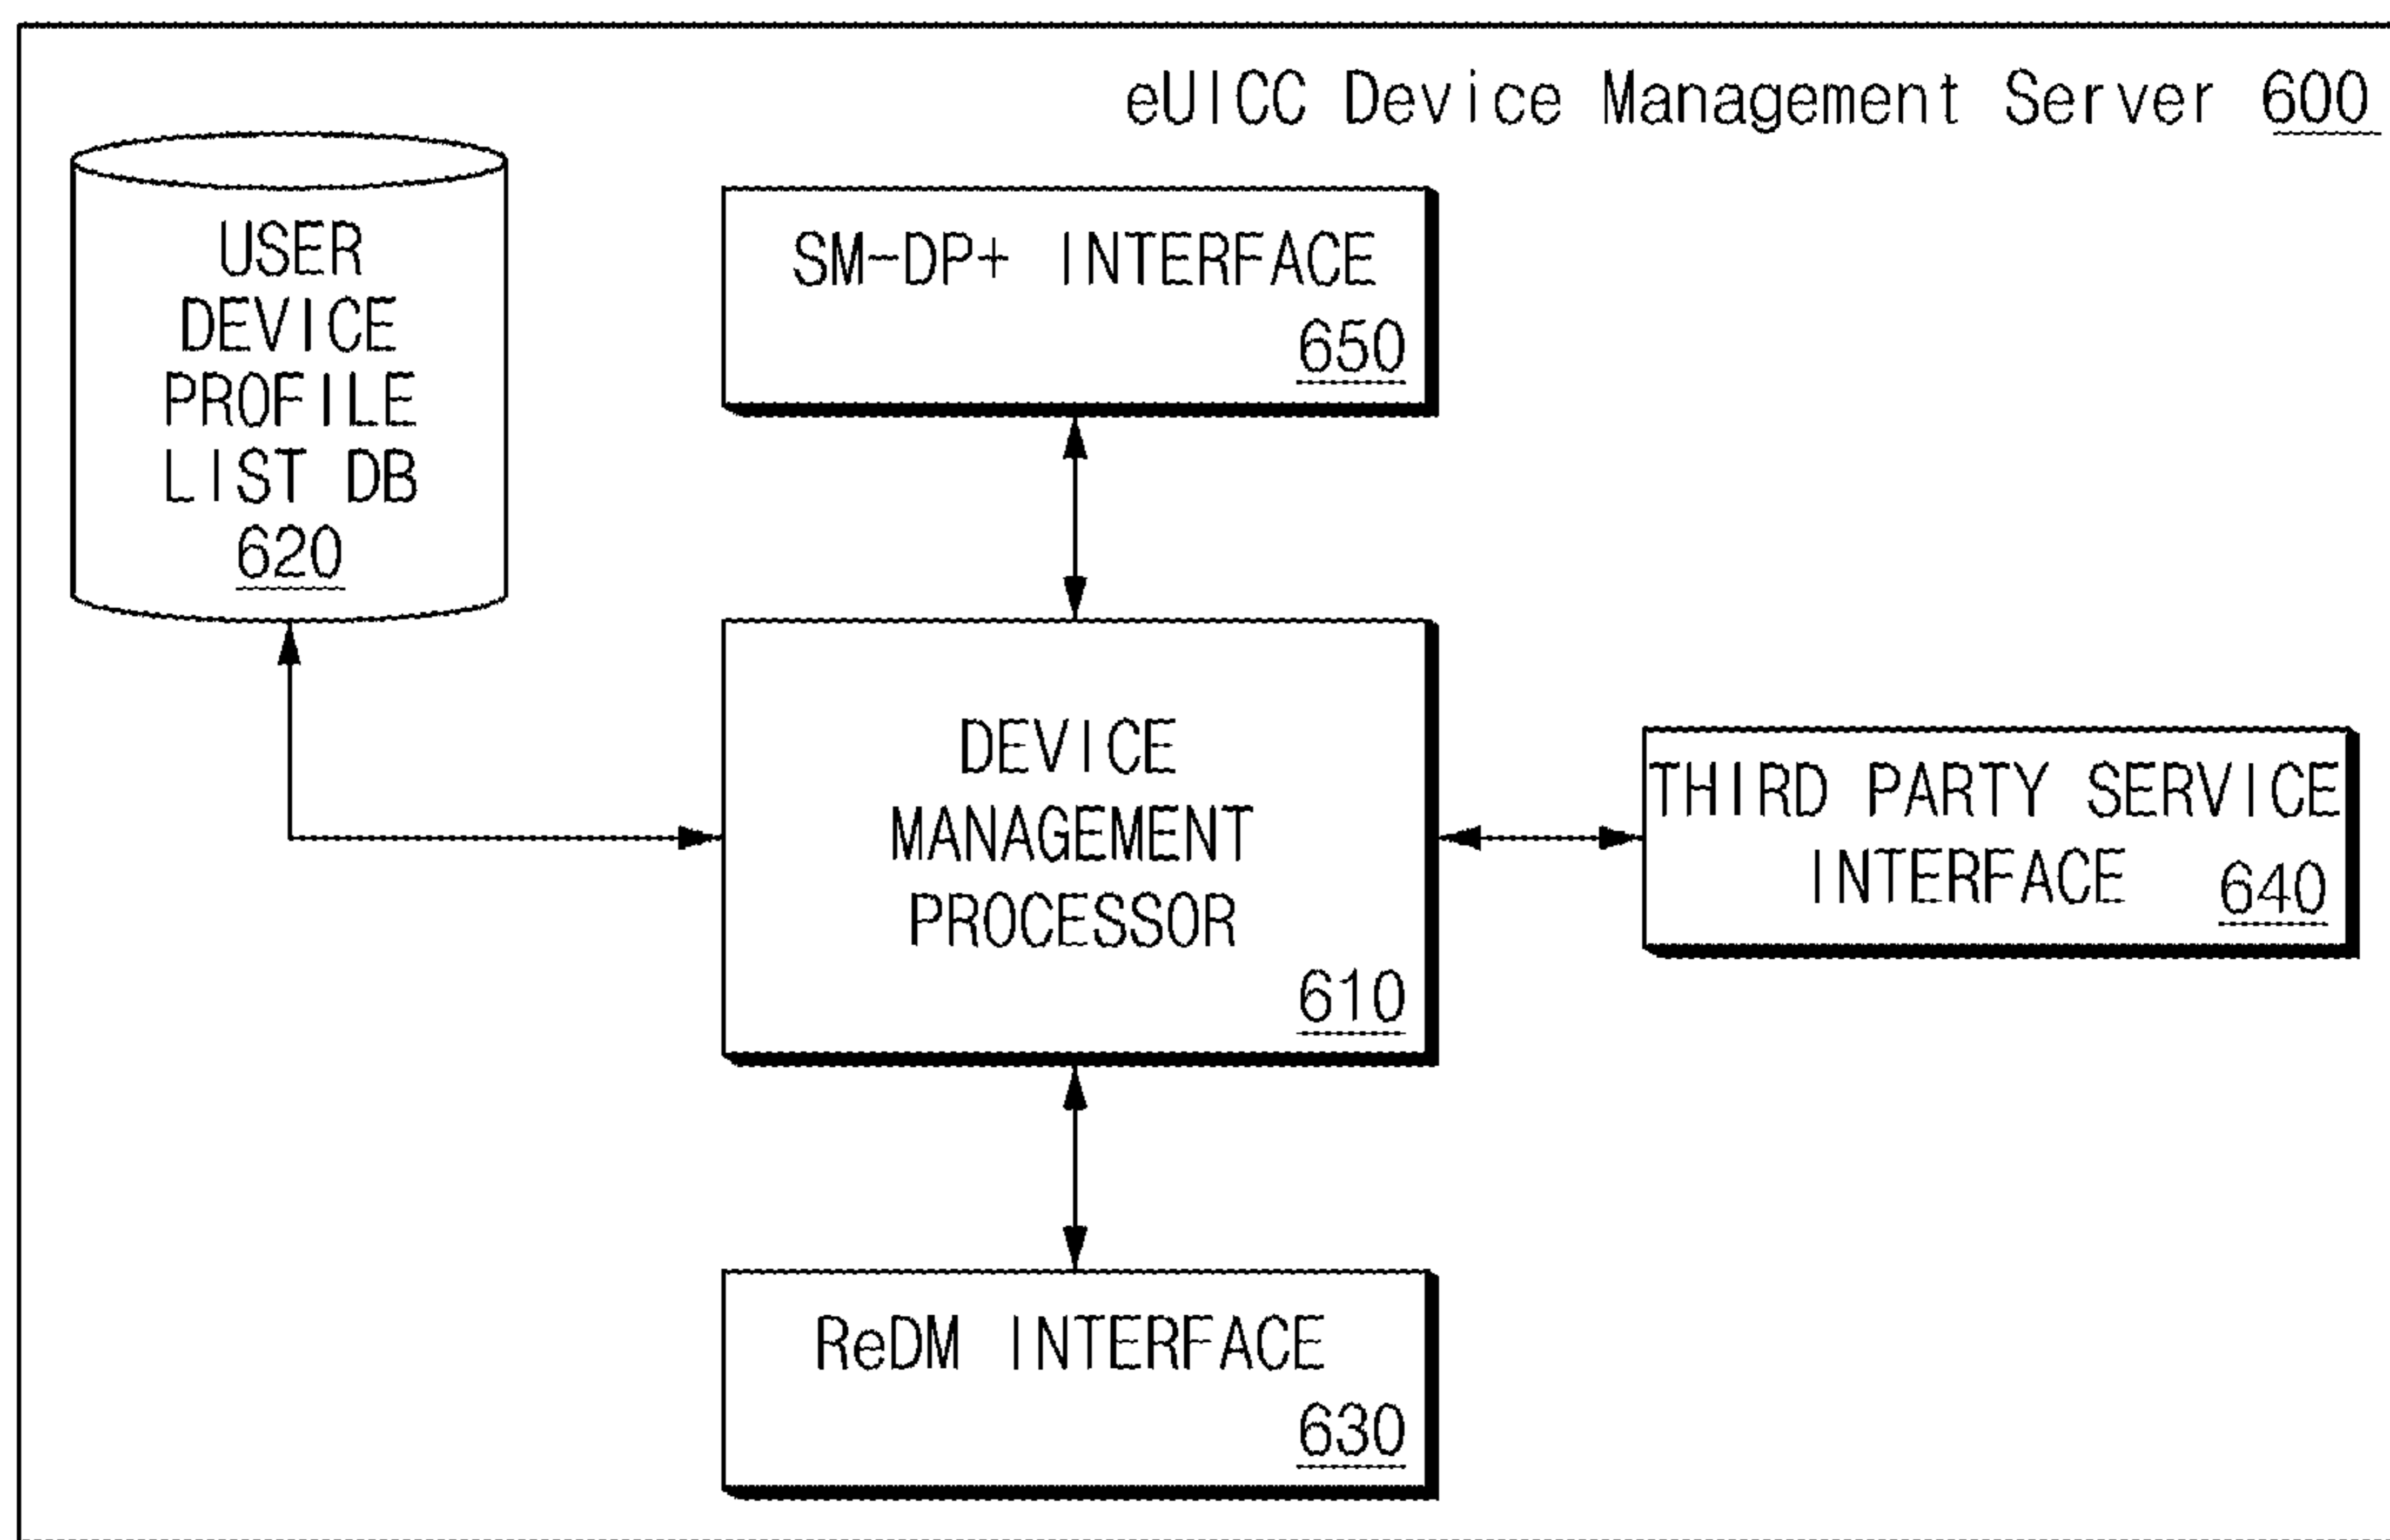 eUICC Device Management Server 600
USER
DEVICE
PROFILE
LIST DB
620
SM-DP+ INTERFACE
650
DEVICE
MANAGEMENT
PROCESSOR
610
THIRD PARTY SERVICE
INTERFACE 640
ReDM INTERFACE
630